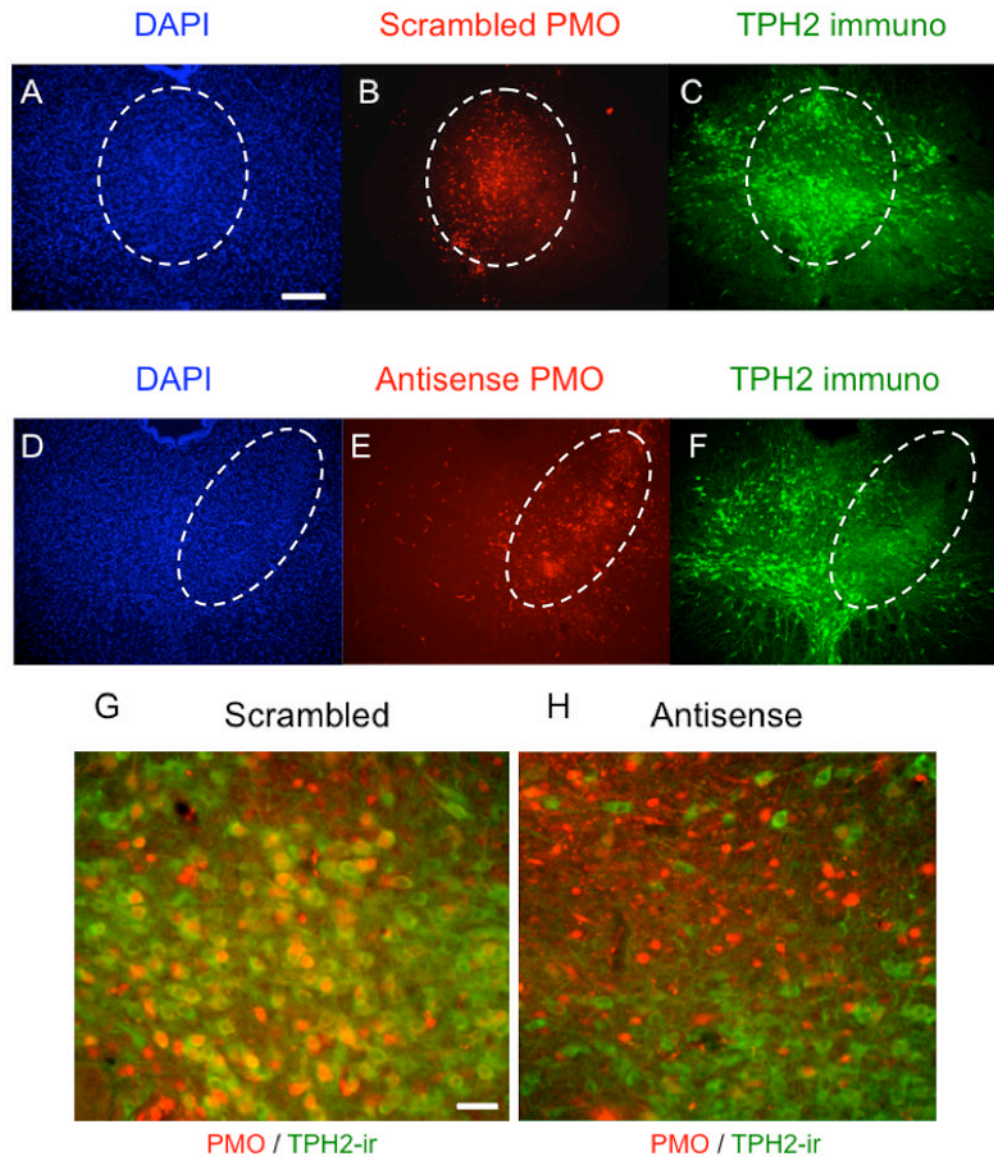 DAPI Scrambled PMO TPH2 immuno
A B C
DAPI Antisense PMO TPH2 immuno
D E F
G Scrambled H Antisense
PMO / TPH2-ir PMO / TPH2-ir